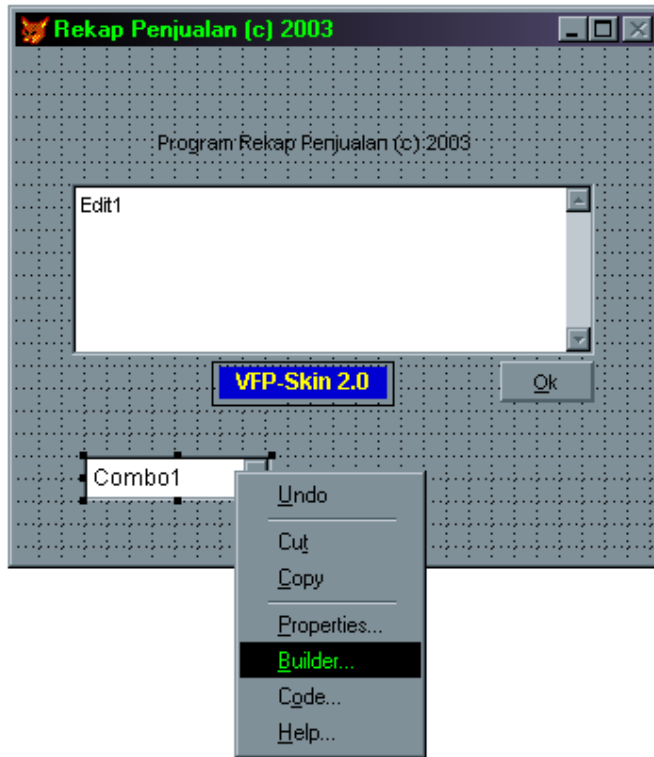 Rekap Penjualan (c) 2003
Program Rekap Penjualan (c) 2003
Edit1
VFP-Skin 2.0
Ok
Combo1
Undo
Cut
Copy
Properties...
Builder...
Code...
Help...